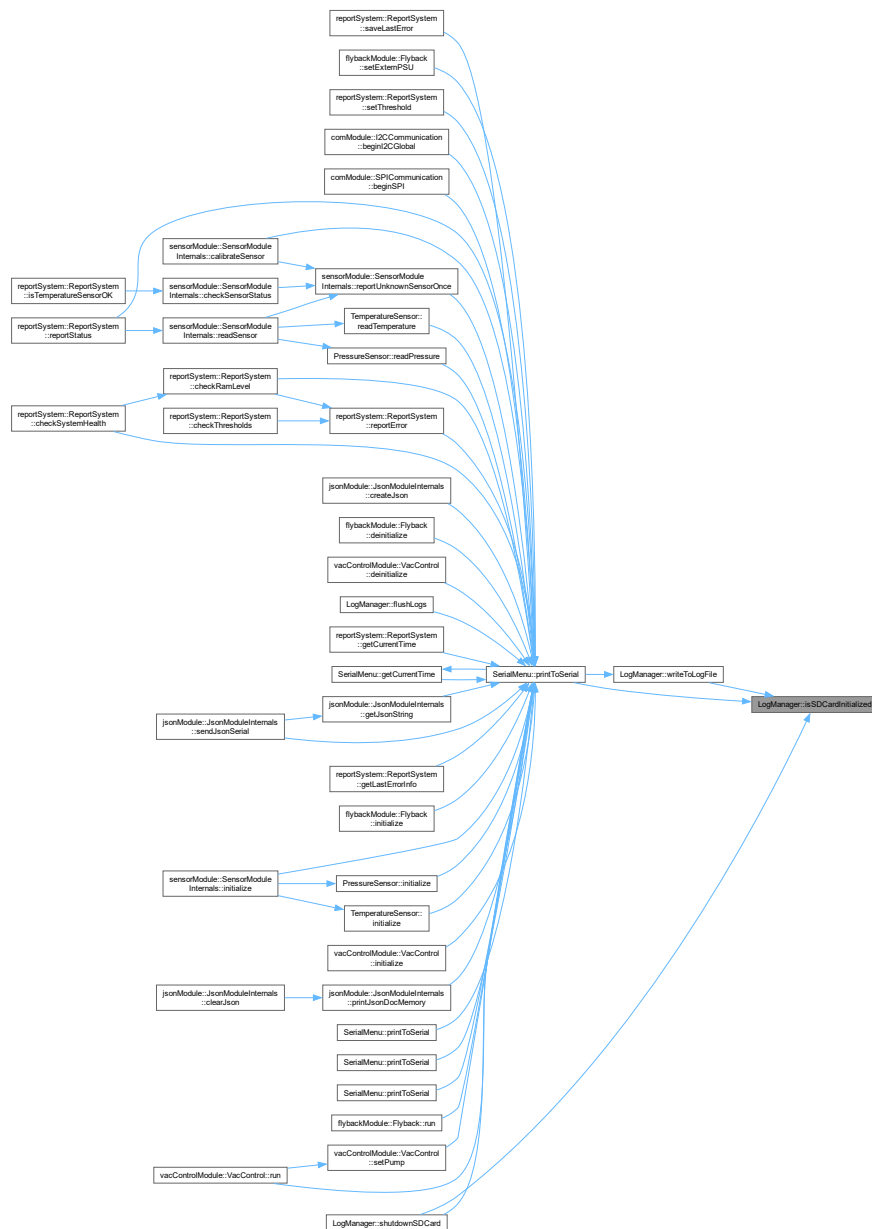 reportSystem::ReportSystem
::saveLastError
flybackModule::Flyback
::setExternPSU
reportSystem::ReportSystem
::setThreshold
comModule::I2CCommunication
::beginI2CGlobal
comModule::SPICommunication
::beginSPI
sensorModule::SensorModule
Internals::calibrateSensor
sensorModule::SensorModule
Internals::reportUnknownSensorOnce
reportSystem::ReportSystem
::isTemperatureSensorOK
sensorModule::SensorModule
Internals::checkSensorStatus
reportSystem::ReportSystem
::reportStatus
sensorModule::SensorModule
Internals::readSensor
TemperatureSensor::
readTemperature
PressureSensor::readPressure
reportSystem::ReportSystem
::checkRamLevel
reportSystem::ReportSystem
::checkSystemHealth
reportSystem::ReportSystem
::checkThresholds
reportSystem::ReportSystem
::reportError
jsonModule::JsonModuleInternals
::createJson
flybackModule::Flyback
::deinitialize
vacControlModule::VacControl
::deinitialize
LogManager::flushLogs
reportSystem::ReportSystem
::getCurrentTime
SerialMenu::getCurrentTime
SerialMenu::printToSerial
LogManager::writeToLogFile
LogManager::isSDCardInitialized
jsonModule::JsonModuleInternals
::getJsonString
jsonModule::JsonModuleInternals
::sendJsonSerial
reportSystem::ReportSystem
::getLastErrorInfo
flybackModule::Flyback
::initialize
sensorModule::SensorModule
Internals::initialize
PressureSensor::initialize
TemperatureSensor::
initialize
vacControlModule::VacControl
::initialize
jsonModule::JsonModuleInternals
::clearJson
jsonModule::JsonModuleInternals
::printJsonDocMemory
SerialMenu::printToSerial
SerialMenu::printToSerial
SerialMenu::printToSerial
flybackModule::Flyback::run
vacControlModule::VacControl
::setPump
vacControlModule::VacControl::run
LogManager::shutdownSDCard